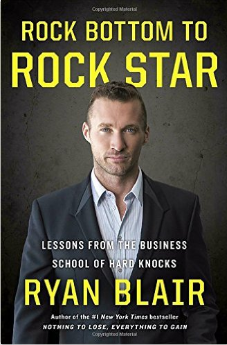 ROCK BOTTOM TO
ROCK STAR
LESSONS FROM THE BUSINESS
SCHOOL OF HARD KNOCKS
RYAN BLAIR
Author of the #1 New York Times bestseller
NOTHING TO LOSE, EVERYTHING TO GAIN